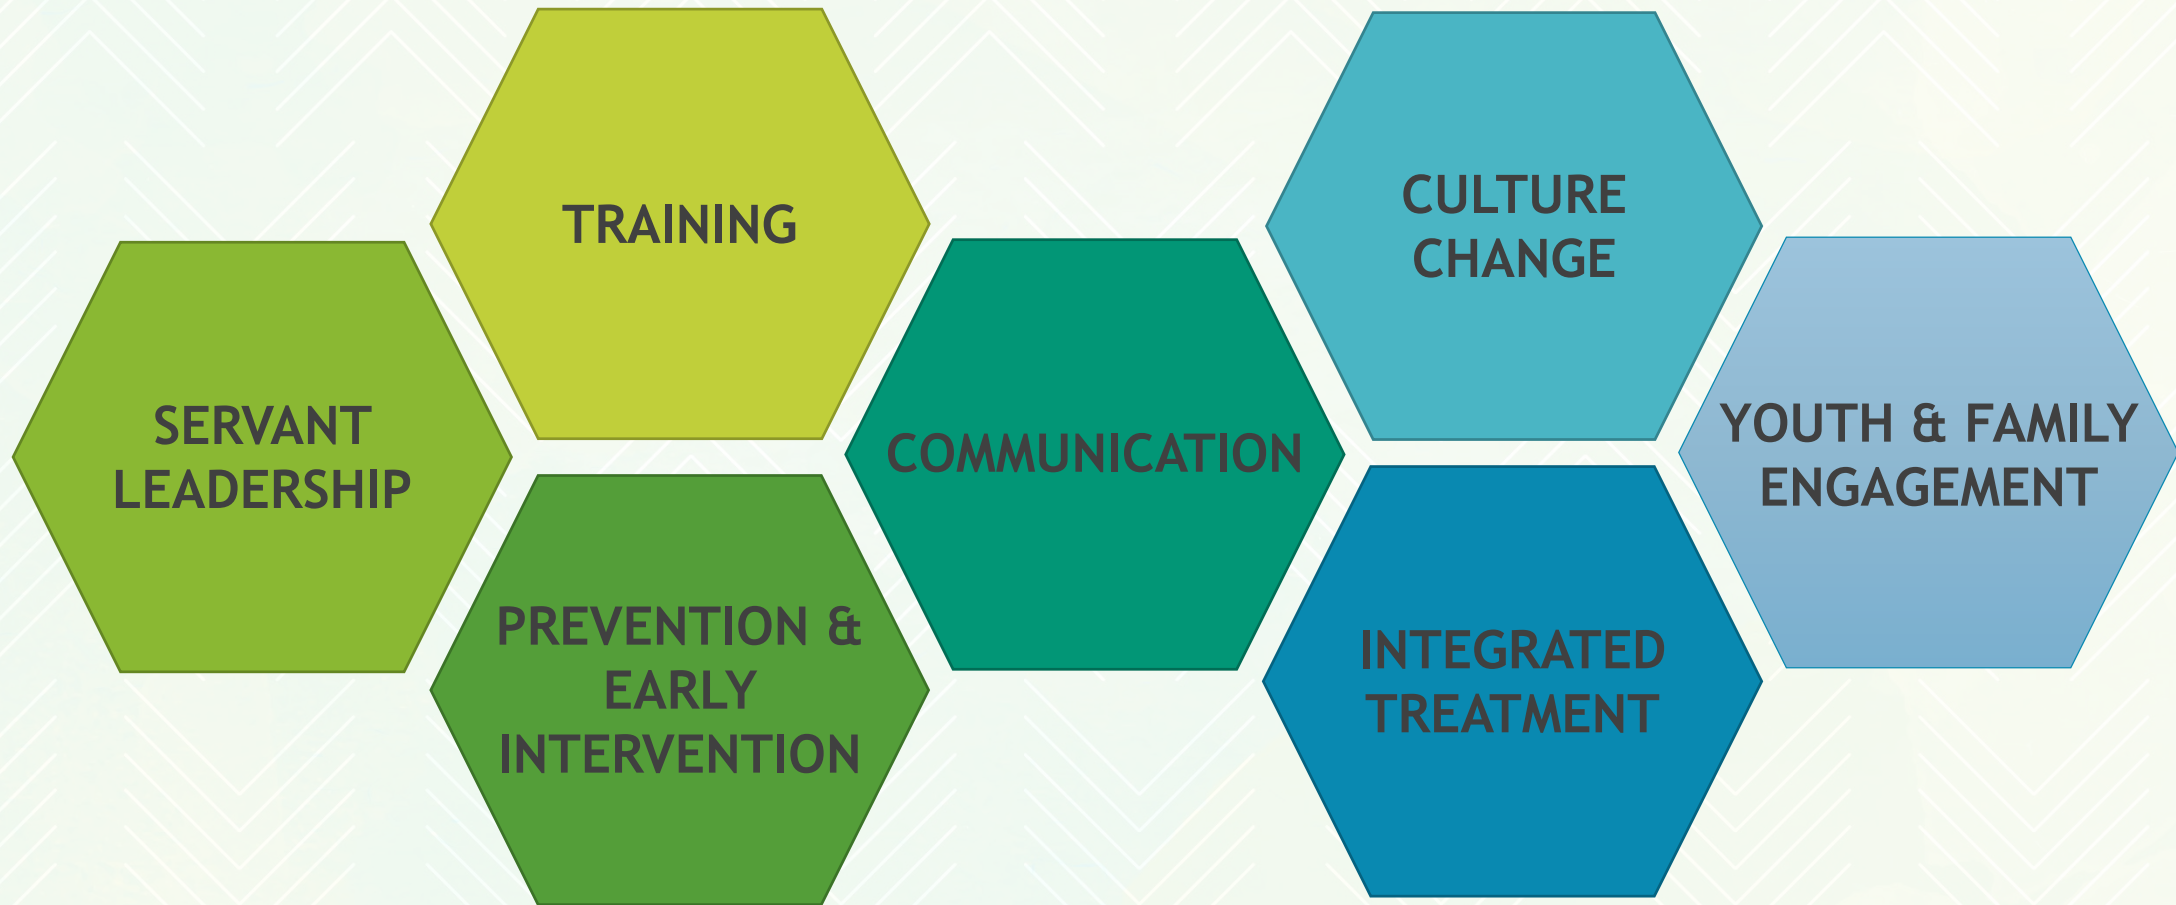 SERVANT
LEADERSHIP
TRAINING
PREVENTION &
EARLY
INTERVENTION
COMMUNICATION
CULTURE
CHANGE
INTEGRATED
TREATMENT
YOUTH & FAMILY
ENGAGEMENT